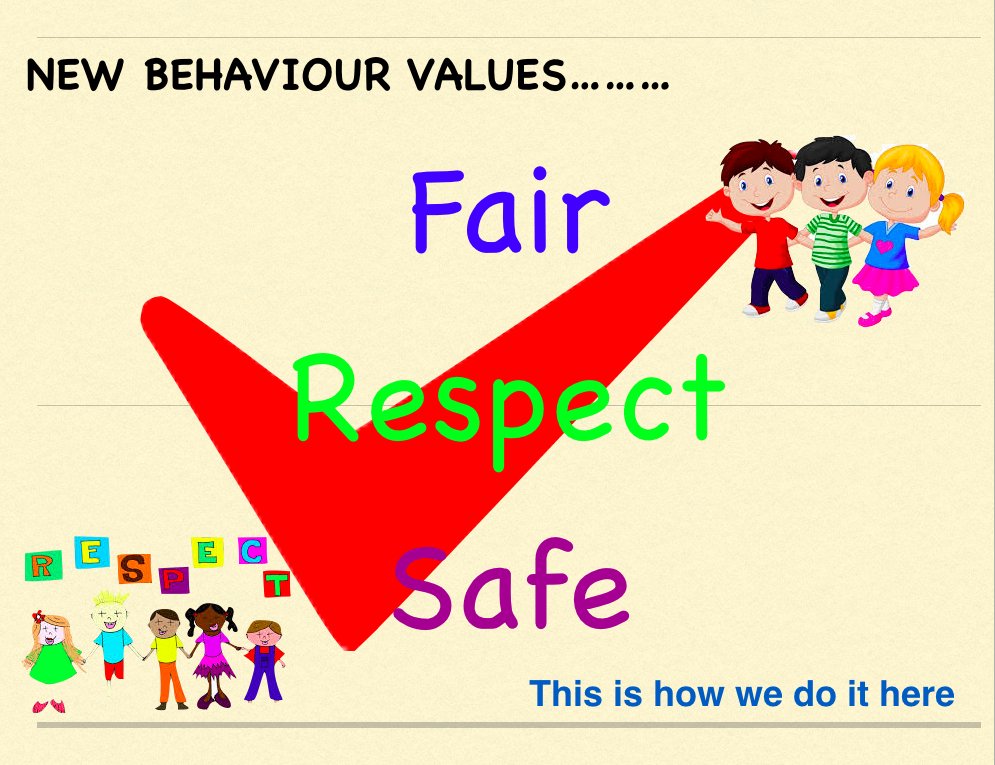 NEW BEHAVIOUR VALUES………
Fair
Respect
Safe
RESPECT
This is how we do it here